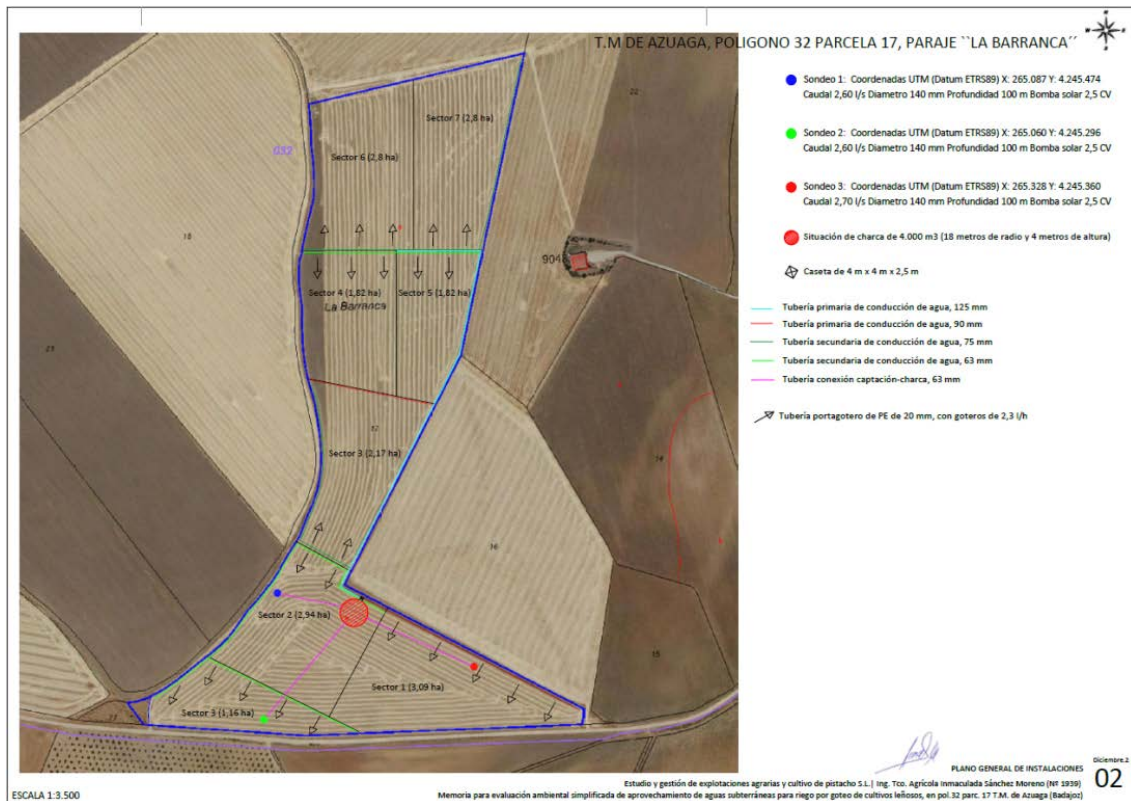 T.M DE AZUAGA, POLIGONO 32 PARCELA 17, PARAJE ``LA BARRANCA´´
Sondeo 1: Coordenadas UTM (Datum ETRS89) X: 265.087 Y: 4.245.474
Caudal 2,60 l/s Diametro 140 mm Profundidad 100 m Bomba solar 2,5 CV
Sondeo 2: Coordenadas UTM (Datum ETRS89) X: 265.060 Y: 4.245.296
Caudal 2,60 l/s Diametro 140 mm Profundidad 100 m Bomba solar 2,5 CV
Sondeo 3: Coordenadas UTM (Datum ETRS89) X: 265.328 Y: 4.245.360
Caudal 2,70 l/s Diametro 140 mm Profundidad 100 m Bomba solar 2,5 CV
Situación de charca de 4.000 m3 (18 metros de radio y 4 metros de altura)
Caseta de 4 m x 4 m x 2,5 m
Tubería primaria de conducción de agua, 125 mm
Tubería primaria de conducción de agua, 90 mm
Tubería secundaria de conducción de agua, 75 mm
Tubería secundaria de conducción de agua, 63 mm
Tubería conexión captación-charca, 63 mm
Tubería portagotero de PE de 20 mm, con goteros de 2,3 l/h
22
Sector 7 (2,8 ha)
032
Sector 6 (2,8 ha)
18
904
Sector 4 (1,82 ha)
Sector 5 (1,82 ha)
La Barranca
Sector 3 (2,17 ha)
14
16
Sector 2 (2,94 ha)
15
Sector 1 (3,09 ha)
Sector 3 (1,16 ha)
PLANO GENERAL DE INSTALACIONES
Diciembre.2
02
ESCALA 1:3.500
Estudio y gestión de explotaciones agrarias y cultivo de pistacho S.L | Ing. Tco. Agrícola Inmaculada Sánchez Moreno (Nº 1939)
Memoria para evaluación ambiental simplificada de aprovechamiento de aguas subterráneas para riego por goteo de cultivos leñosos, en pol.32 parc. 17 T.M. de Azuaga (Badajoz)